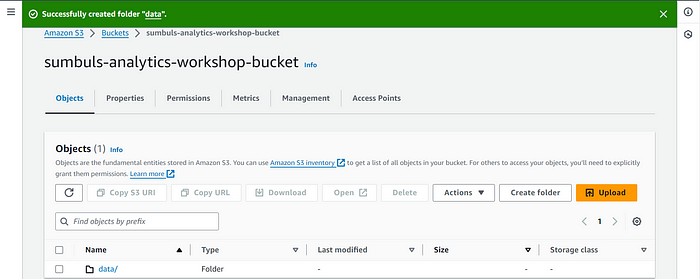 Successfully created folder "data".
Amazon S3 > Buckets > sumbuls-analytics-workshop-bucket
sumbuls-analytics-workshop-bucket Info
Objects Properties Permissions Metrics Management Access Points
Objects (1) Info
Objects are the fundamental entities stored in Amazon S3. You can use Amazon S3 inventory to get a list of all objects in your bucket. For others to access your objects, you'll need to explicitly
grant them permissions. Learn more
Copy S3 URI Copy URL Download Open Delete Actions Create folder Upload
Find objects by prefix 1
Name Type Last modified Size Storage class
data/ Folder - - -